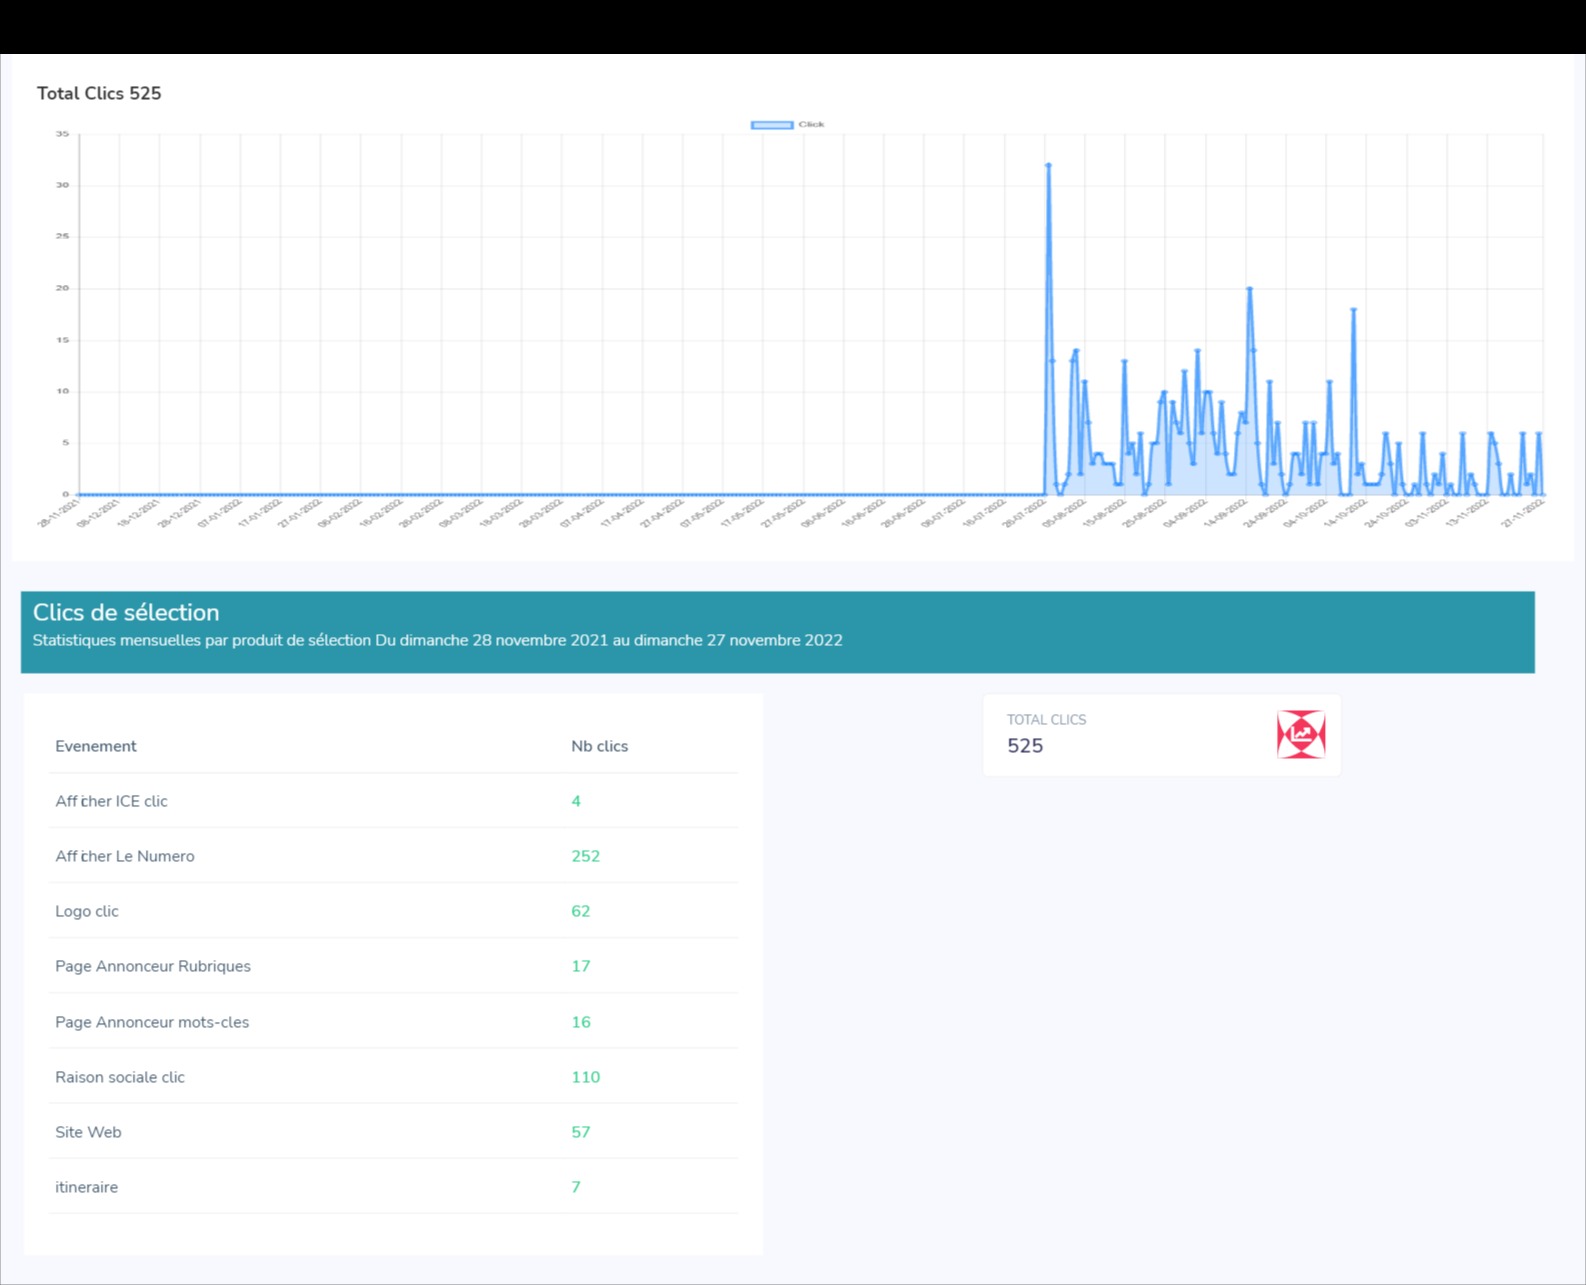 Total Clics 525
Click
35
30
25
20
15
10
5
0
28-11-2021 08-12-2021 18-12-2021 28-12-2021 07-01-2022 17-01-2022 27-01-2022 06-02-2022 16-02-2022 26-02-2022 08-03-2022 18-03-2022 28-03-2022 07-04-2022 17-04-2022 27-04-2022 07-05-2022 17-05-2022 27-05-2022 06-06-2022 16-06-2022 26-06-2022 06-07-2022 16-07-2022 26-07-2022 05-08-2022 15-08-2022 25-08-2022 04-09-2022 14-09-2022 24-09-2022 04-10-2022 14-10-2022 24-10-2022 03-11-2022 13-11-2022 27-11-2022
Clics de sélection
Statistiques mensuelles par produit de sélection Du dimanche 28 novembre 2021 au dimanche 27 novembre 2022
TOTAL CLICS
525
Evenement Nb clics
Afficher ICE clic 4
Afficher Le Numero 252
Logo clic 62
Page Annonceur Rubriques 17
Page Annonceur mots-cles 16
Raison sociale clic 110
Site Web 57
itineraire 7